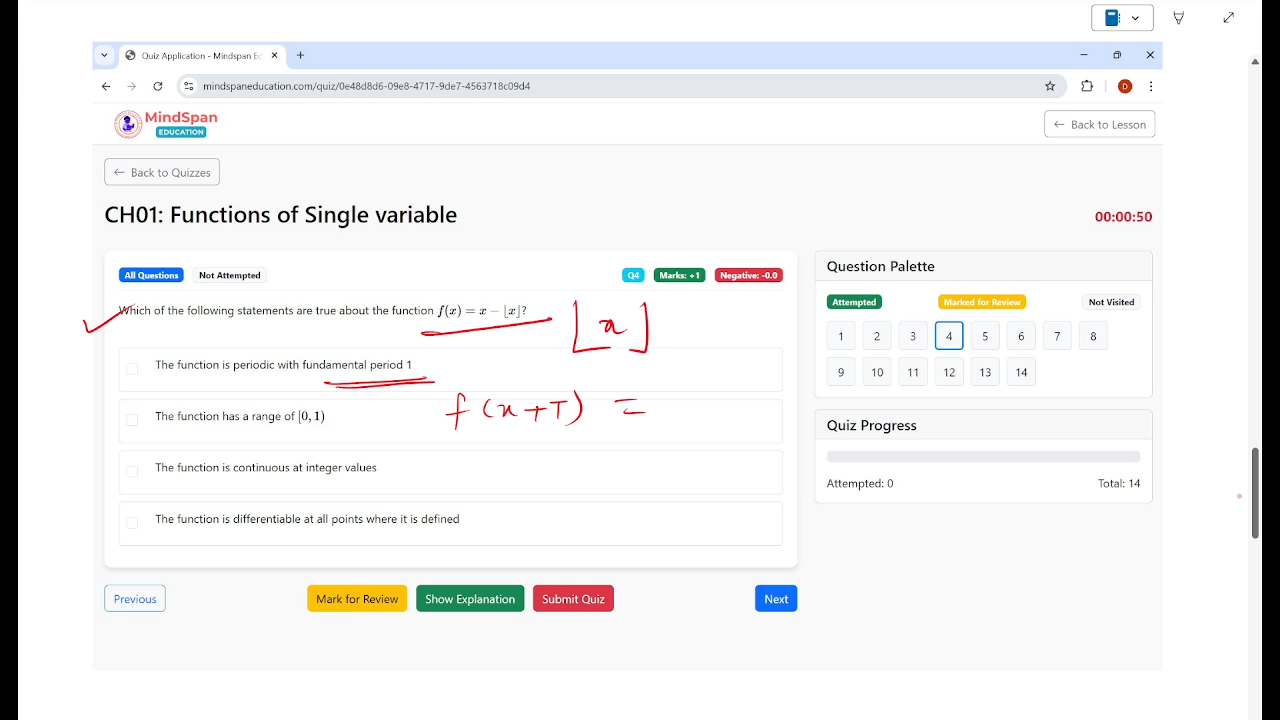 Quiz Application - Mindspan Ed
mindspaneducation.com/quiz/0e48d8d6-09e8-4717-9de7-4563718c09d4
D
MindSpan
EDUCATION
← Back to Lesson
← Back to Quizzes
CH01: Functions of Single variable
00:00:50
All Questions Not Attempted Q4 Marks: +1 Negative: -0.0
Which of the following statements are true about the function f(x) = x − ⌊x⌋?
⌊x⌋
The function is periodic with fundamental period 1
f(x+T) =
The function has a range of [0, 1)
The function is continuous at integer values
The function is differentiable at all points where it is defined
Previous Mark for Review Show Explanation Submit Quiz Next
Question Palette
Attempted Marked for Review Not Visited
1 2 3 4 5 6 7 8
9 10 11 12 13 14
Quiz Progress
Attempted: 0 Total: 14